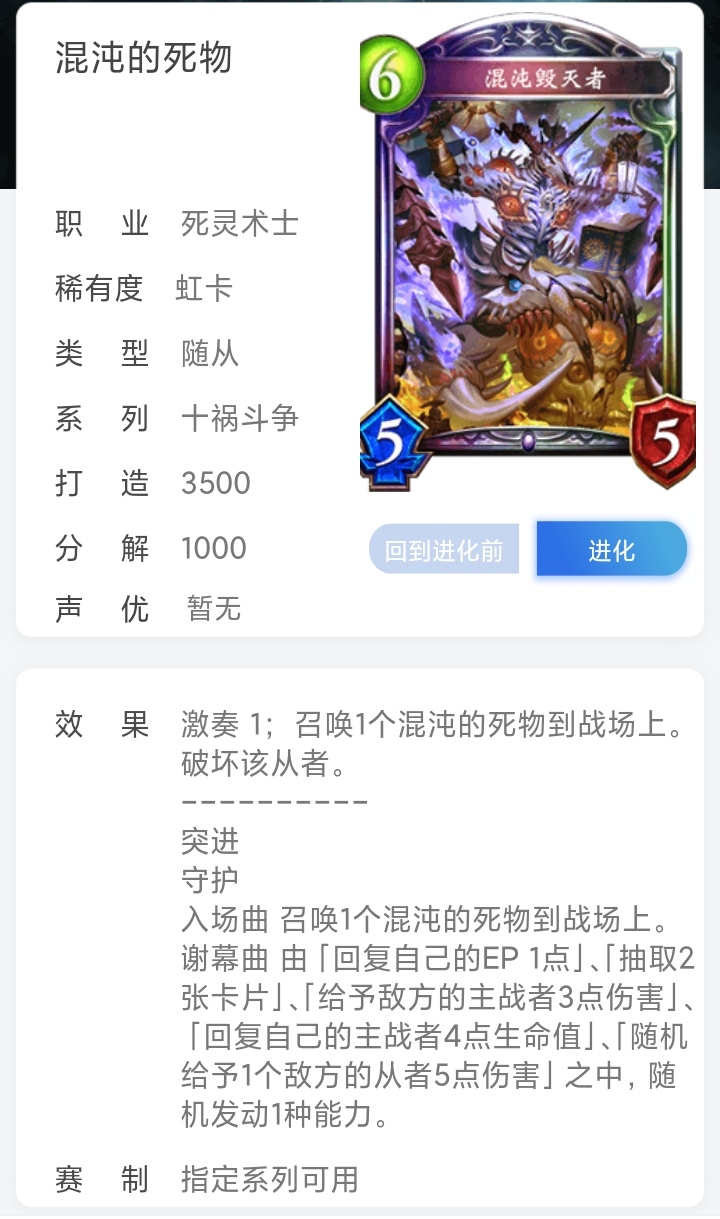 混沌的死物
6
混沌毁灭者
职业 死灵术士
稀有度 虹卡
类型 随从
系列 十祸斗争
打造 3500
分解 1000
声优 暂无
5
5
回到进化前
进化
效果 激奏 1；召唤1个混沌的死物到战场上。
破坏该从者。
----------
突进
守护
入场曲 召唤1个混沌的死物到战场上。
谢幕曲 由「回复自己的EP 1点」、「抽取2
张卡片」、「给予敌方的主战者3点伤害」、
「回复自己的主战者4点生命值」、「随机
给予1个敌方的从者5点伤害」之中，随
机发动1种能力。
赛制 指定系列可用